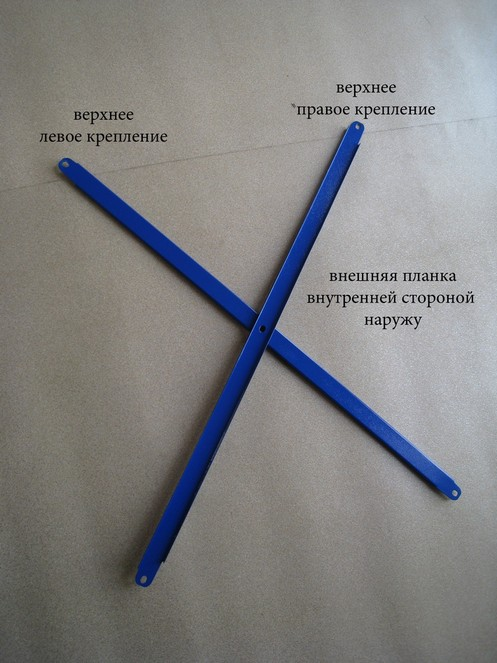 верхнее
левое крепление
верхнее
правое крепление
внешняя планка
внутренней стороной
наружу